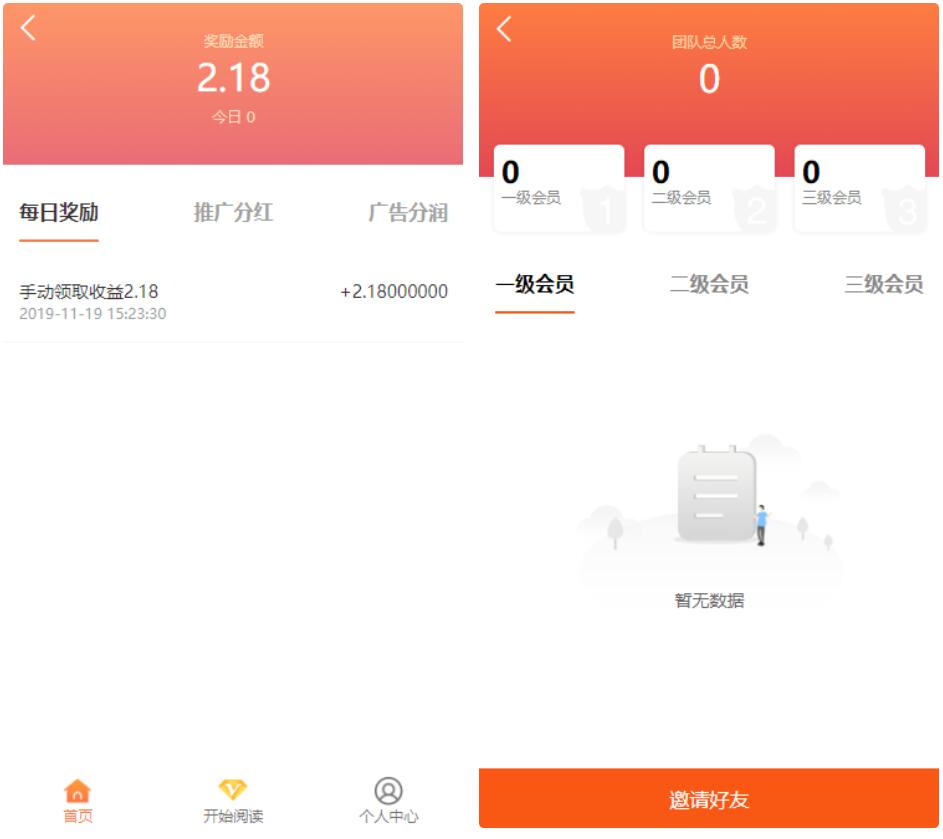 奖励金额
2.18
今日 0
每日奖励 推广分红 广告分润
手动领取收益2.18 +2.18000000
2019-11-19 15:23:30
首页 开始阅读 个人中心
团队总人数
0
0 0 0
一级会员 二级会员 三级会员
1 2 3
一级会员 二级会员 三级会员
暂无数据
邀请好友